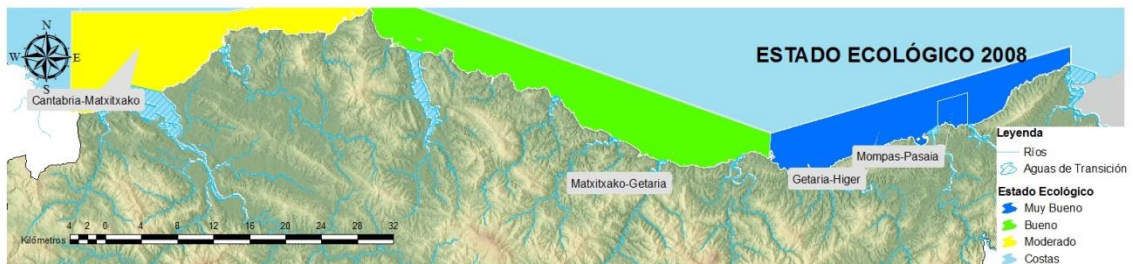 N
W E
S
ESTADO ECOLÓGICO 2008
Cantabria-Matxitxako
Matxitxako-Getaria
Getaria-Higer
Mompas-Pasaia
4 2 0 4 8 12 16 20 24 28 32
Kilómetros
Leyenda
Ríos
Aguas de Transición
Estado Ecológico
Muy Bueno
Bueno
Moderado
Costas